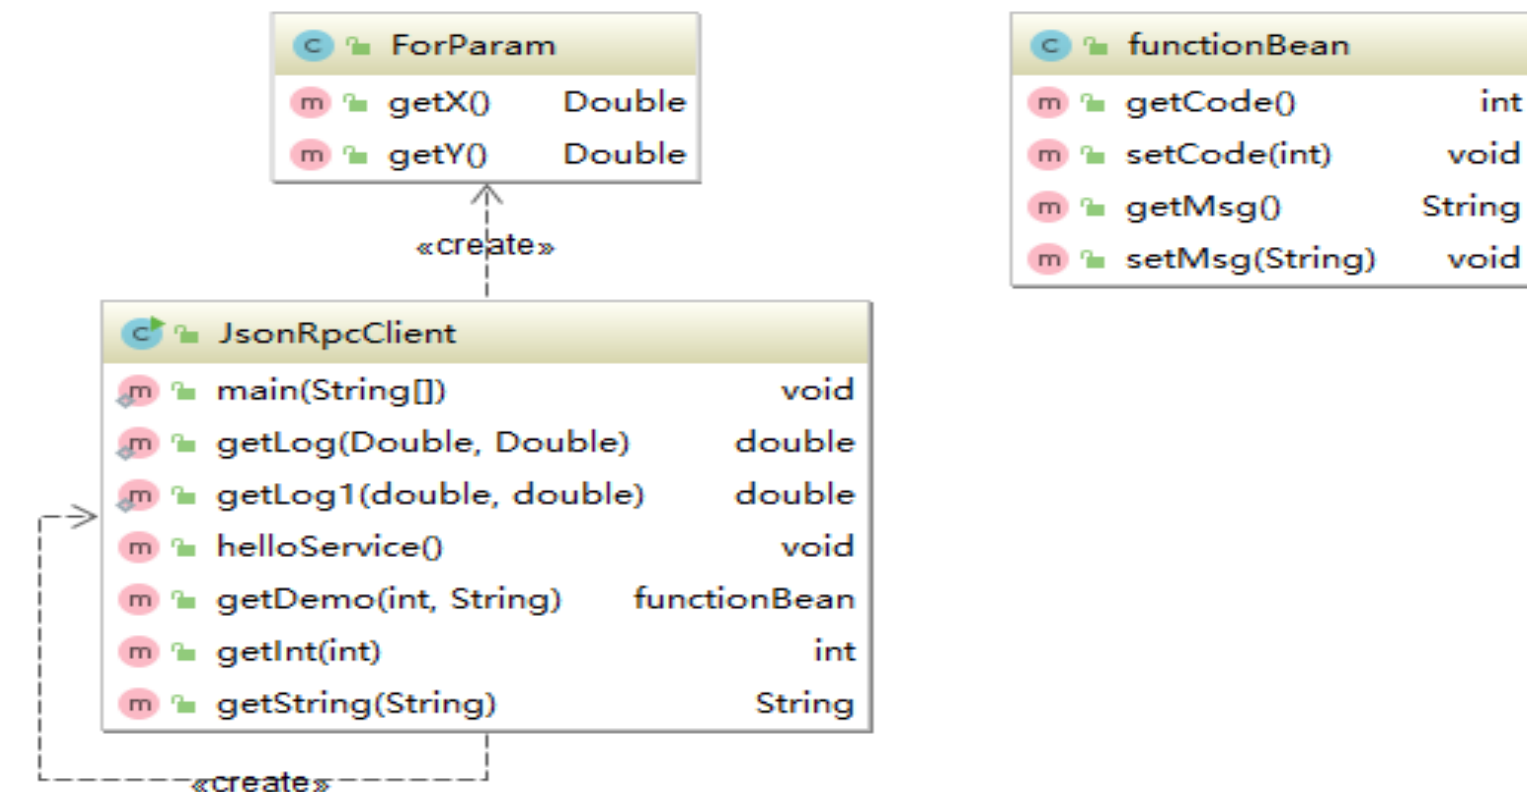 ForParam
getX() Double
getY() Double
functionBean
getCode() int
setCode(int) void
getMsg() String
setMsg(String) void
«create»
JsonRpcClient
main(String[]) void
getLog(Double, Double) double
getLog1(double, double) double
helloService() void
getDemo(int, String) functionBean
getInt(int) int
getString(String) String
«create»